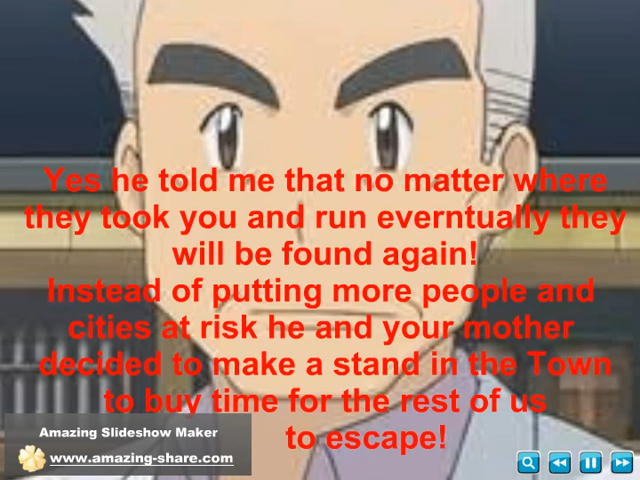 Yes he told me that no matter where
they took you and run everntually they
will be found again!
Instead of putting more people and
cities at risk he and your mother
decided to make a stand in the Town
to buy time for the rest of us
to escape!
Amazing Slideshow Maker
www.amazing-share.com